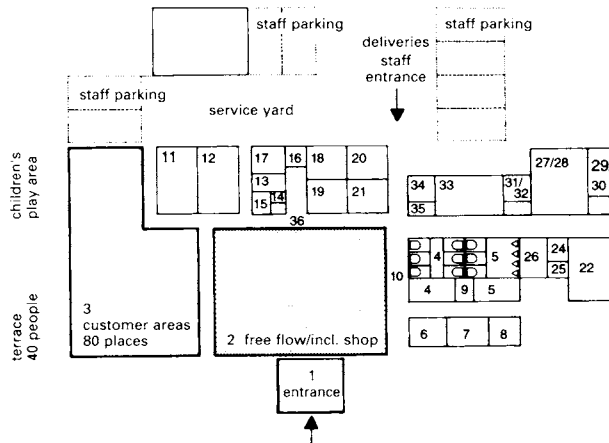 staff parking
staff parking
deliveries
staff
entrance
staff parking
service yard
children's
play area
11
12
17
16
18
20
13
14
15
19
21
36
34
33
35
31/
32
27/28
29
30
10
4
5
26
24
25
22
4
9
5
6
7
8
terrace
40 people
3
customer areas
80 places
2 free flow/incl. shop
1
entrance